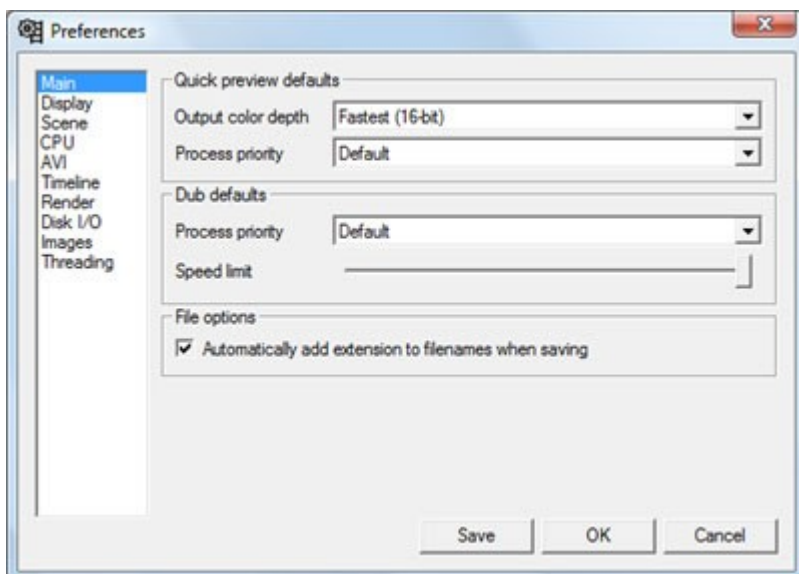 Preferences
Main
Display
Scene
CPU
AVI
Timeline
Render
Disk I/O
Images
Threading
Quick preview defaults
Output color depth Fastest (16-bit)
Process priority Default
Dub defaults
Process priority Default
Speed limit
File options
Automatically add extension to filenames when saving
Save OK Cancel